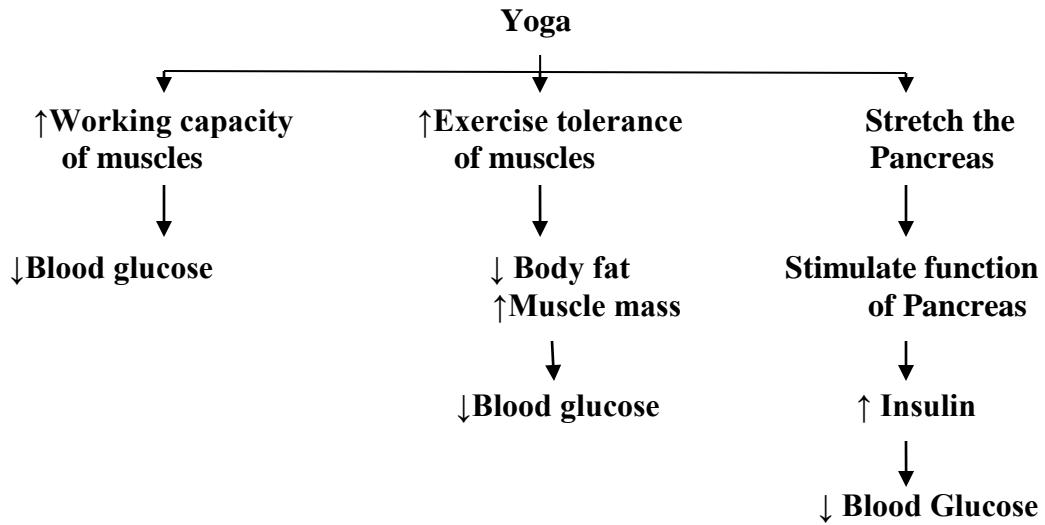 Yoga
↑Working capacity
of muscles
↓Blood glucose
↑Exercise tolerance
of muscles
↓ Body fat
↑Muscle mass
↓Blood glucose
Stretch the
Pancreas
Stimulate function
of Pancreas
↑ Insulin
↓ Blood Glucose